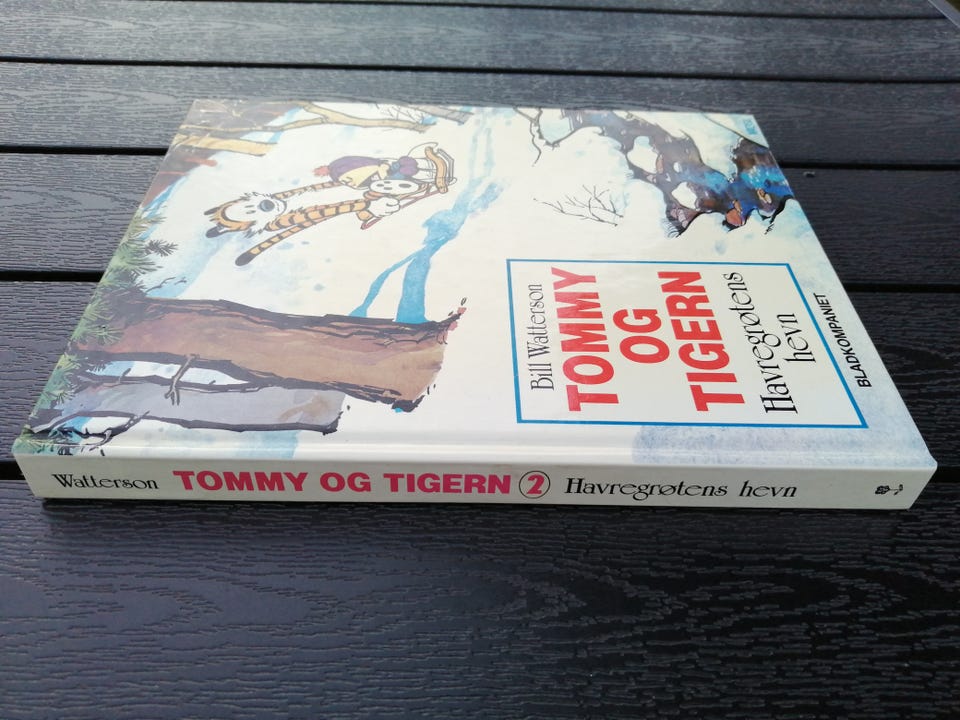 Bill Watterson
TOMMY
OG
TIGERN
Havregrøtens
hevn
BLADKOMPANIET
Watterson TOMMY OG TIGERN 2 Havregrøtens hevn